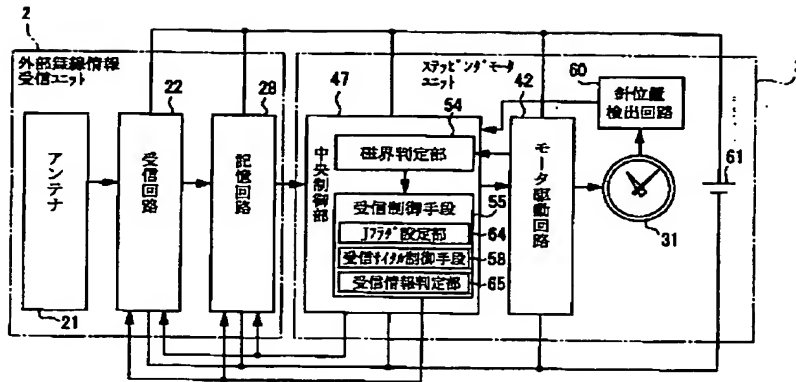 2
外部無線情報
受信ユニット
アンテナ
21
22
受信回路
28
記憶回路
47
中央制御部
ステッピングモータ
ユニット
54
磁界判定部
受信制御手段
55
Jフラグ設定部
64
受信サイクル制御手段
58
受信情報判定部
65
42
モータ駆動回路
60
針位置
検出回路
31
61